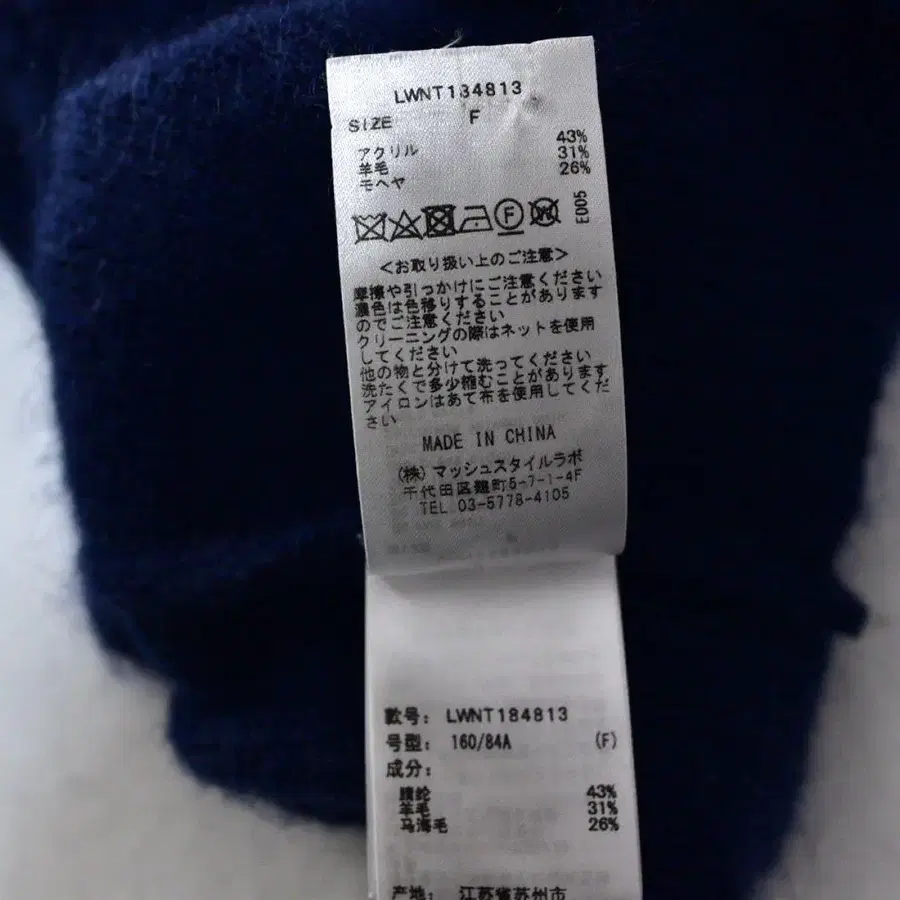 LWNT184813
SIZE F
アクリル 43%
羊毛 31%
モヘヤ 26%
F W E005
<お取り扱い上のご注意>
摩擦や引っかけにご注意ください
濃色は色移りすることがあります
のでご注意ください
クリーニングの際はネットを使用
してください
他の物と分けて洗ってください
洗たくで多少縮むことがあります
アイロンはあて布を使用してくだ
さい
MADE IN CHINA
(株)マッシュスタイルラボ
千代田区麹町5-7-1-4F
TEL 03-5778-4105
款号: LWNT184813
号型: 160/84A (F)
成分:
腈纶 43%
羊毛 31%
马海毛 26%
产地: 江苏省苏州市